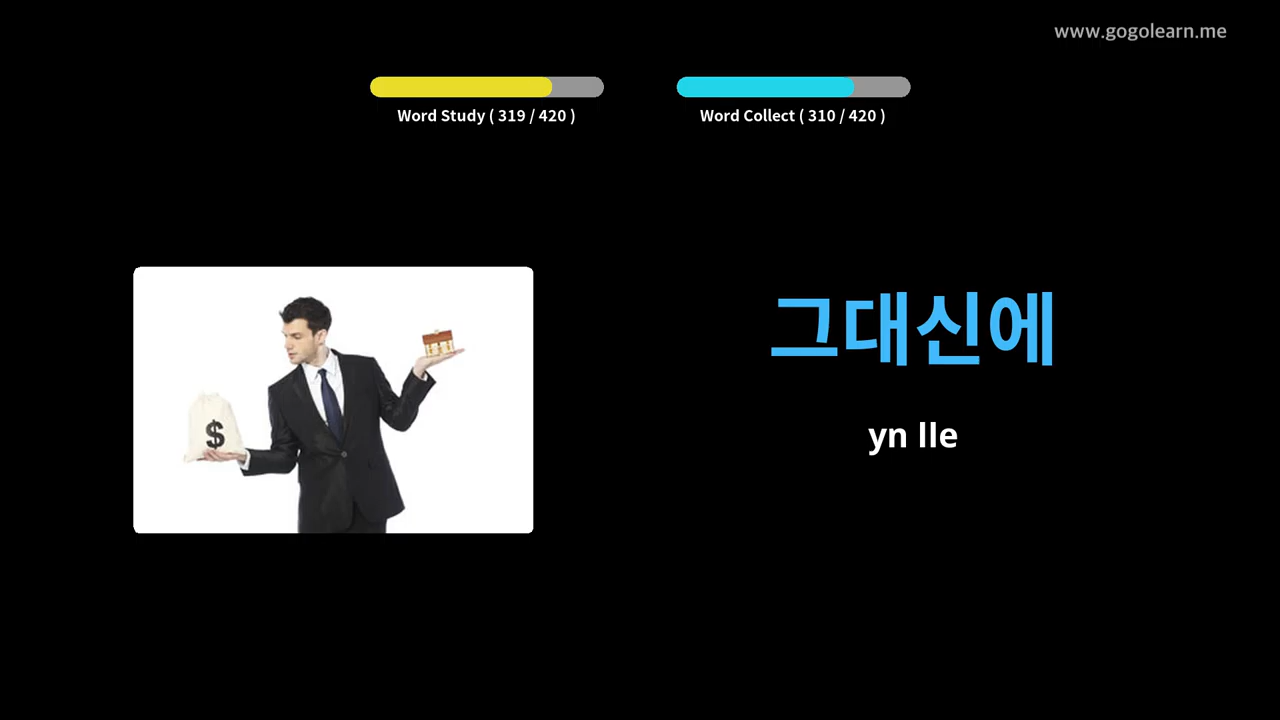 www.gogolearn.me
Word Study ( 319 / 420 )
Word Collect ( 310 / 420 )
$
그대신에
yn lle